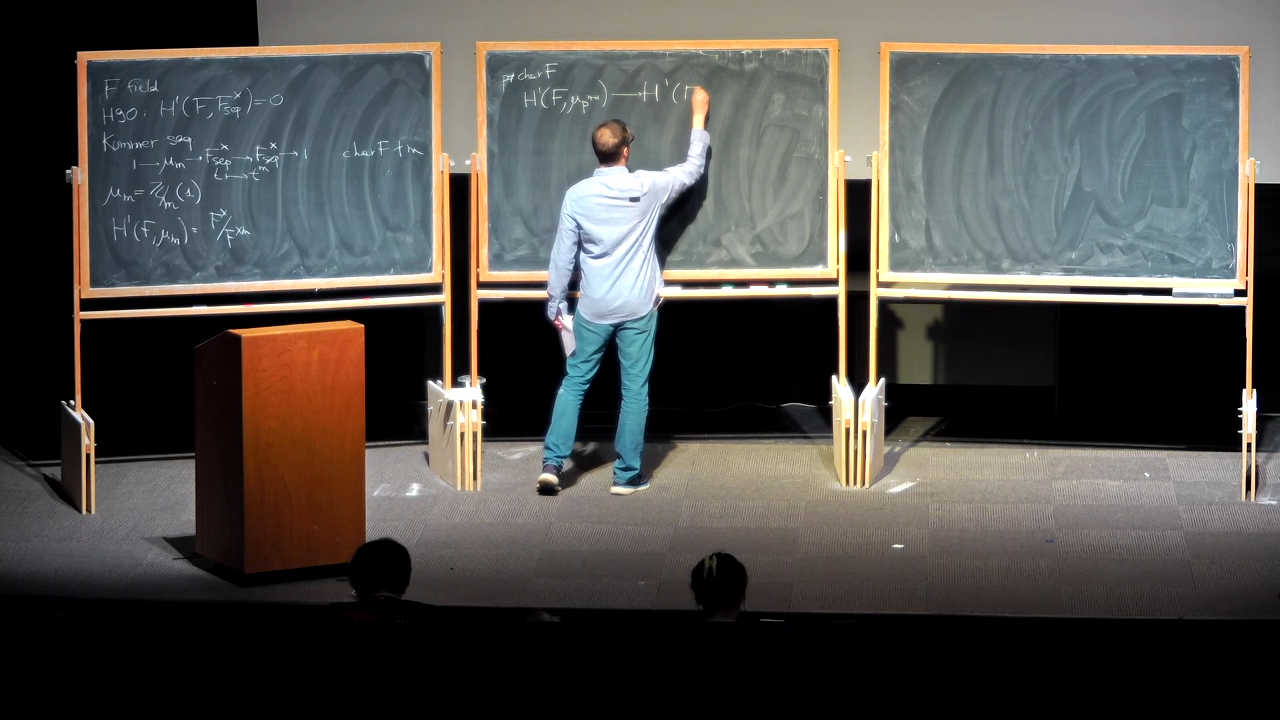 F field
H90. H¹(F, F_sep^×) = 0
Kummer seq
1 → μ_m → F_sep^× → F_sep^× → 1 char F ∤ m
t ↦ t^m
μ_m = ℤ/m (1)
H¹(F, μ_m) = F^×/F^×m
p ≠ char F
H¹(F, μ_p^n+1) → H¹(F